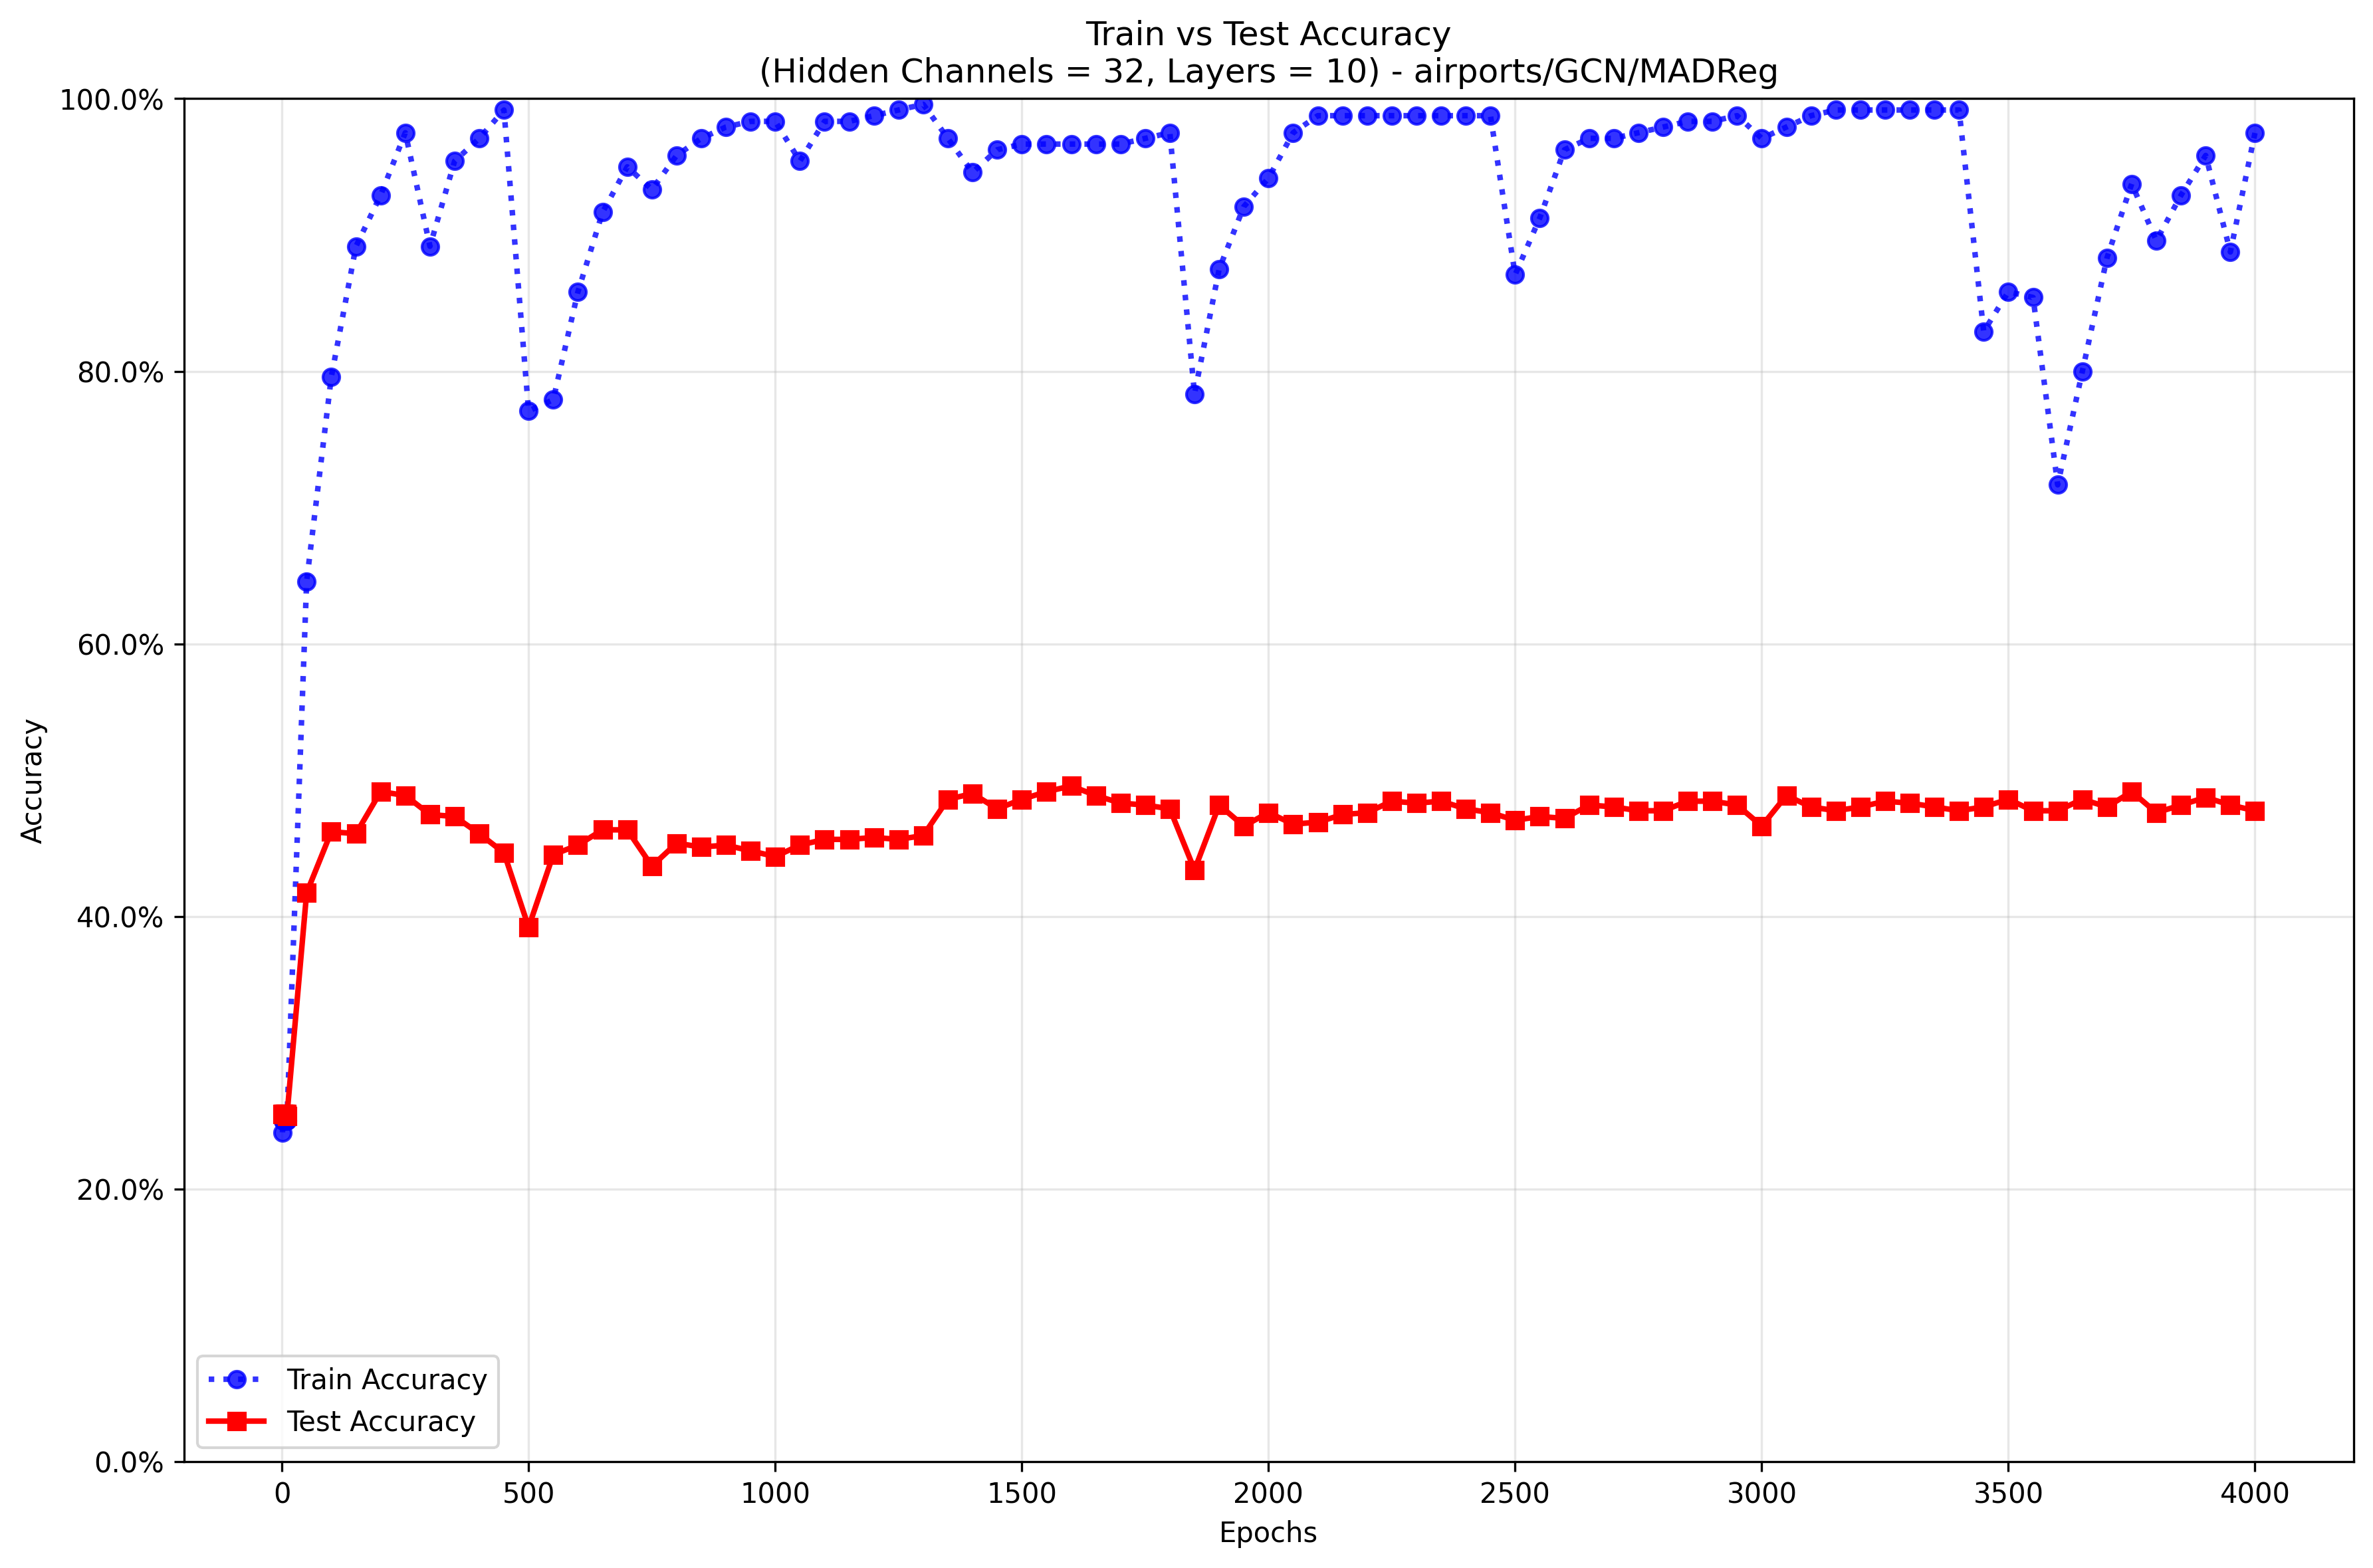 Train vs Test Accuracy
(Hidden Channels = 32, Layers = 10) - airports/GCN/MADReg
100.0%
80.0%
60.0%
40.0%
20.0%
0.0%
Accuracy
Train Accuracy
Test Accuracy
0 500 1000 1500 2000 2500 3000 3500 4000
Epochs